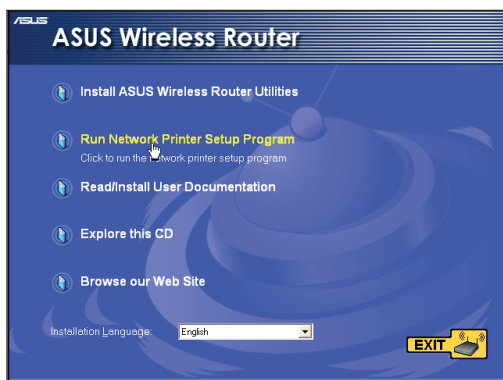 ASUS
ASUS Wireless Router
Install ASUS Wireless Router Utilities
Run Network Printer Setup Program
Click to run the network printer setup program
Read/Install User Documentation
Explore this CD
Browse our Web Site
Installation Language: English
EXIT